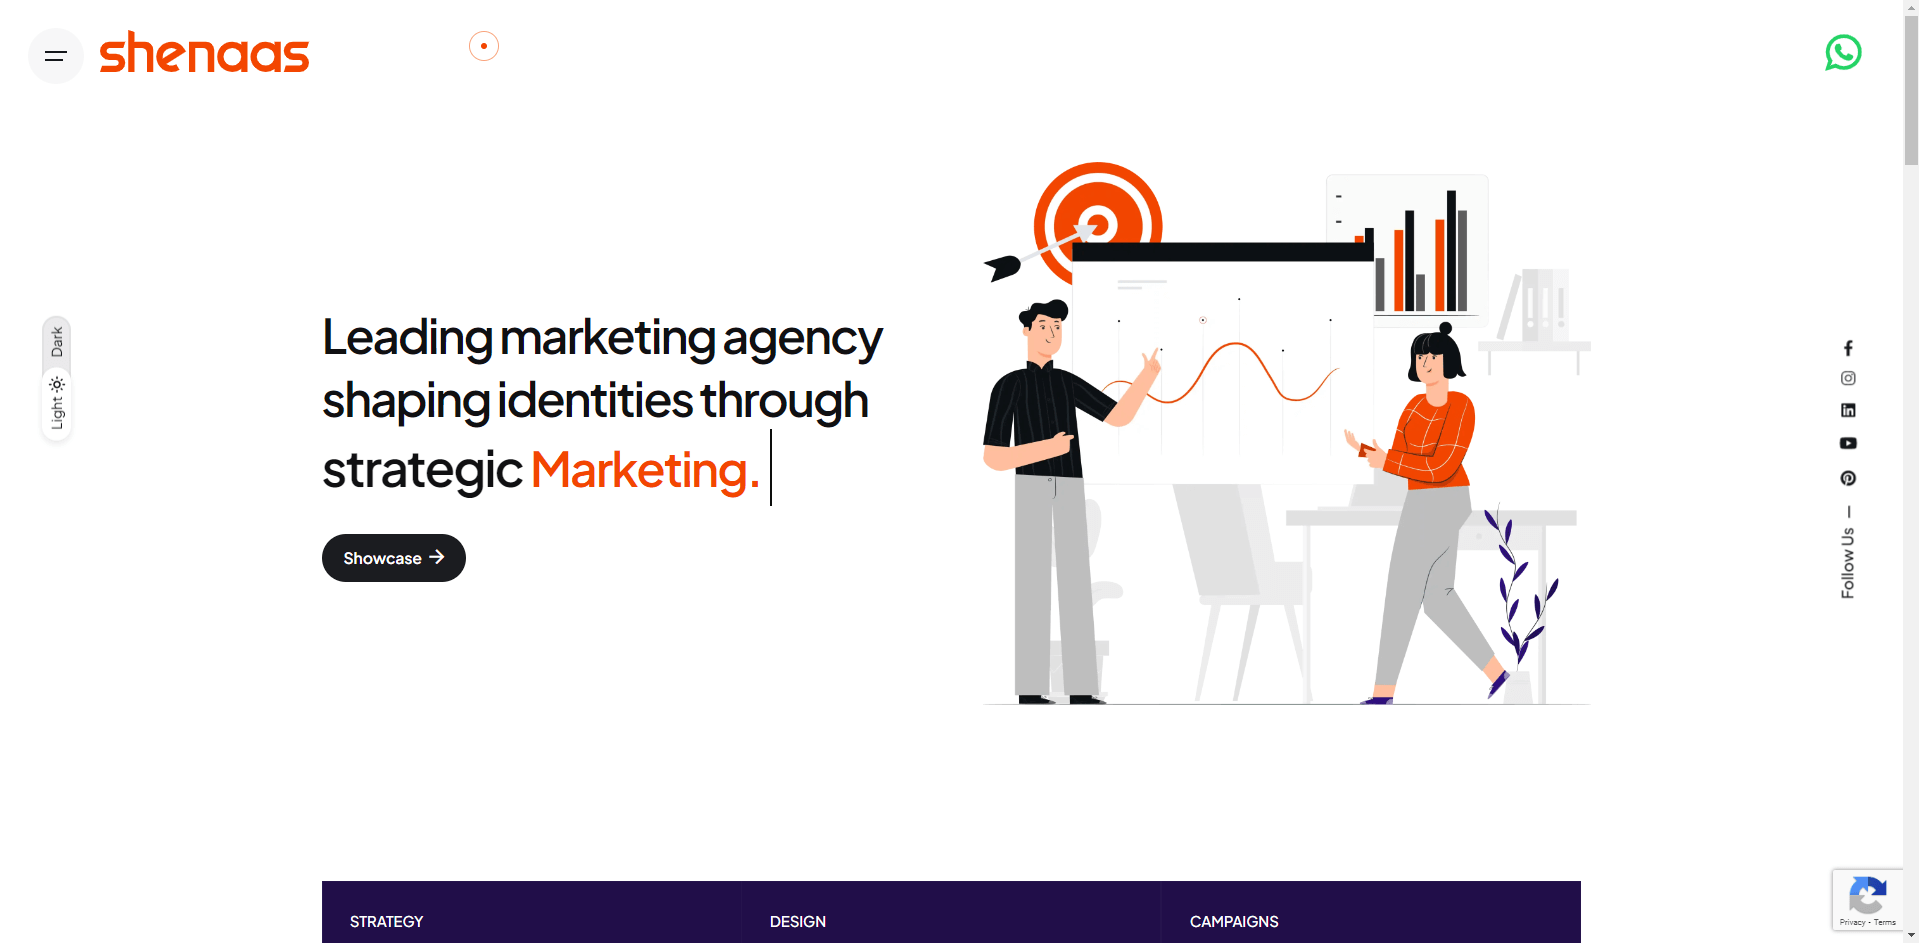 shenaas
Dark
Light
Leading marketing agency
shaping identities through
strategic Marketing.
Showcase
Follow Us
STRATEGY
DESIGN
CAMPAIGNS
Privacy - Terms